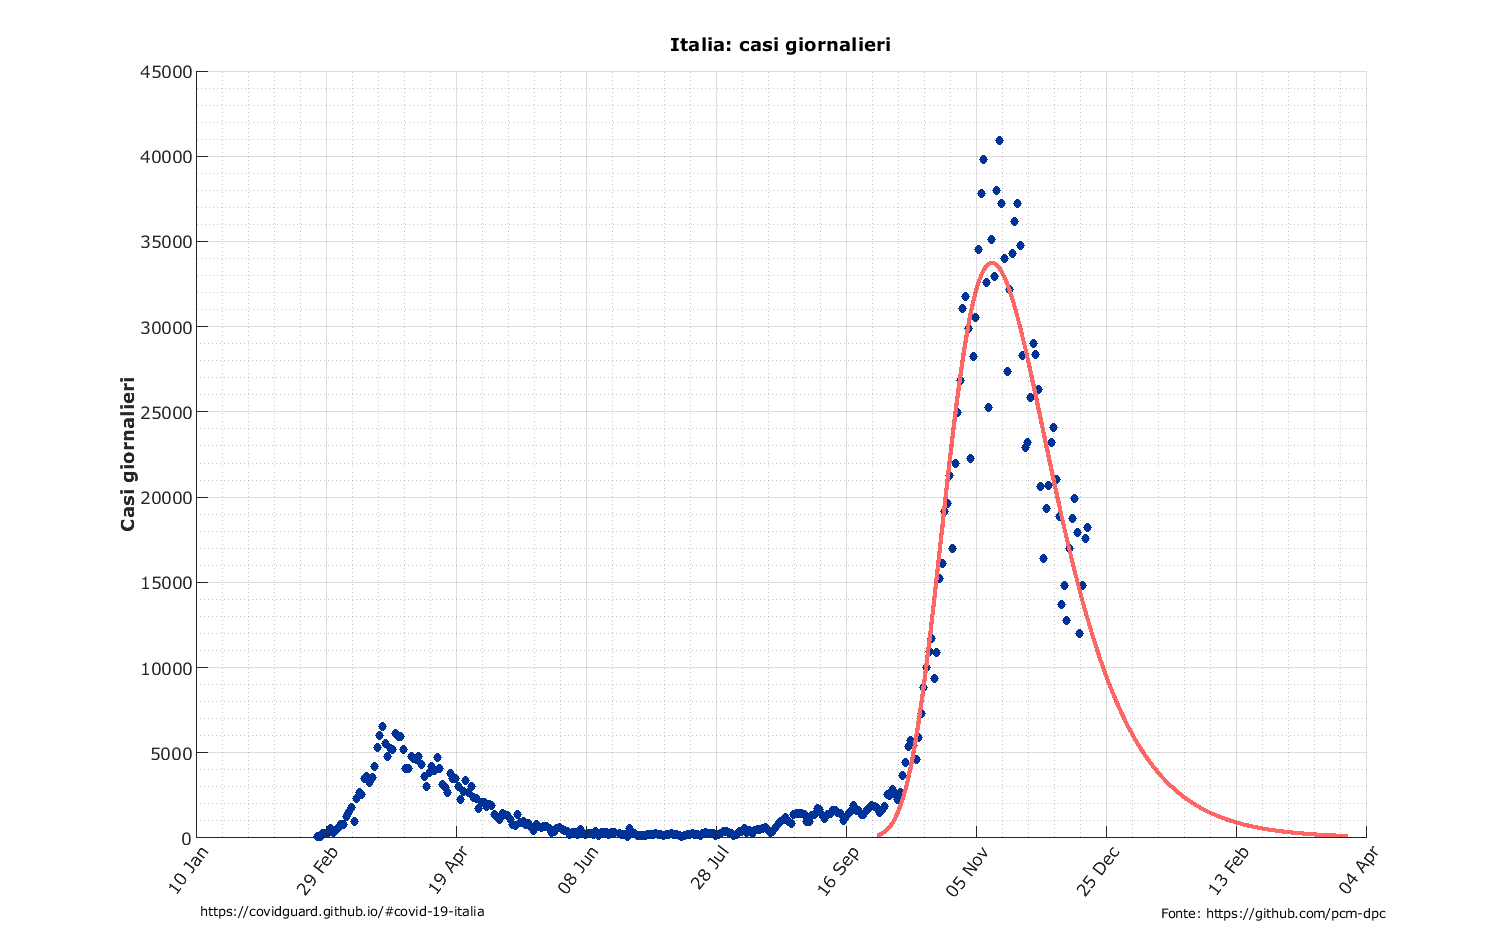 Italia: casi giornalieri
Casi giornalieri
45000
40000
35000
30000
25000
20000
15000
10000
5000
0
10 Jan
29 Feb
19 Apr
08 Jun
28 Jul
16 Sep
05 Nov
25 Dec
13 Feb
04 Apr
https://covidguard.github.io/#covid-19-italia
Fonte: https://github.com/pcm-dpc